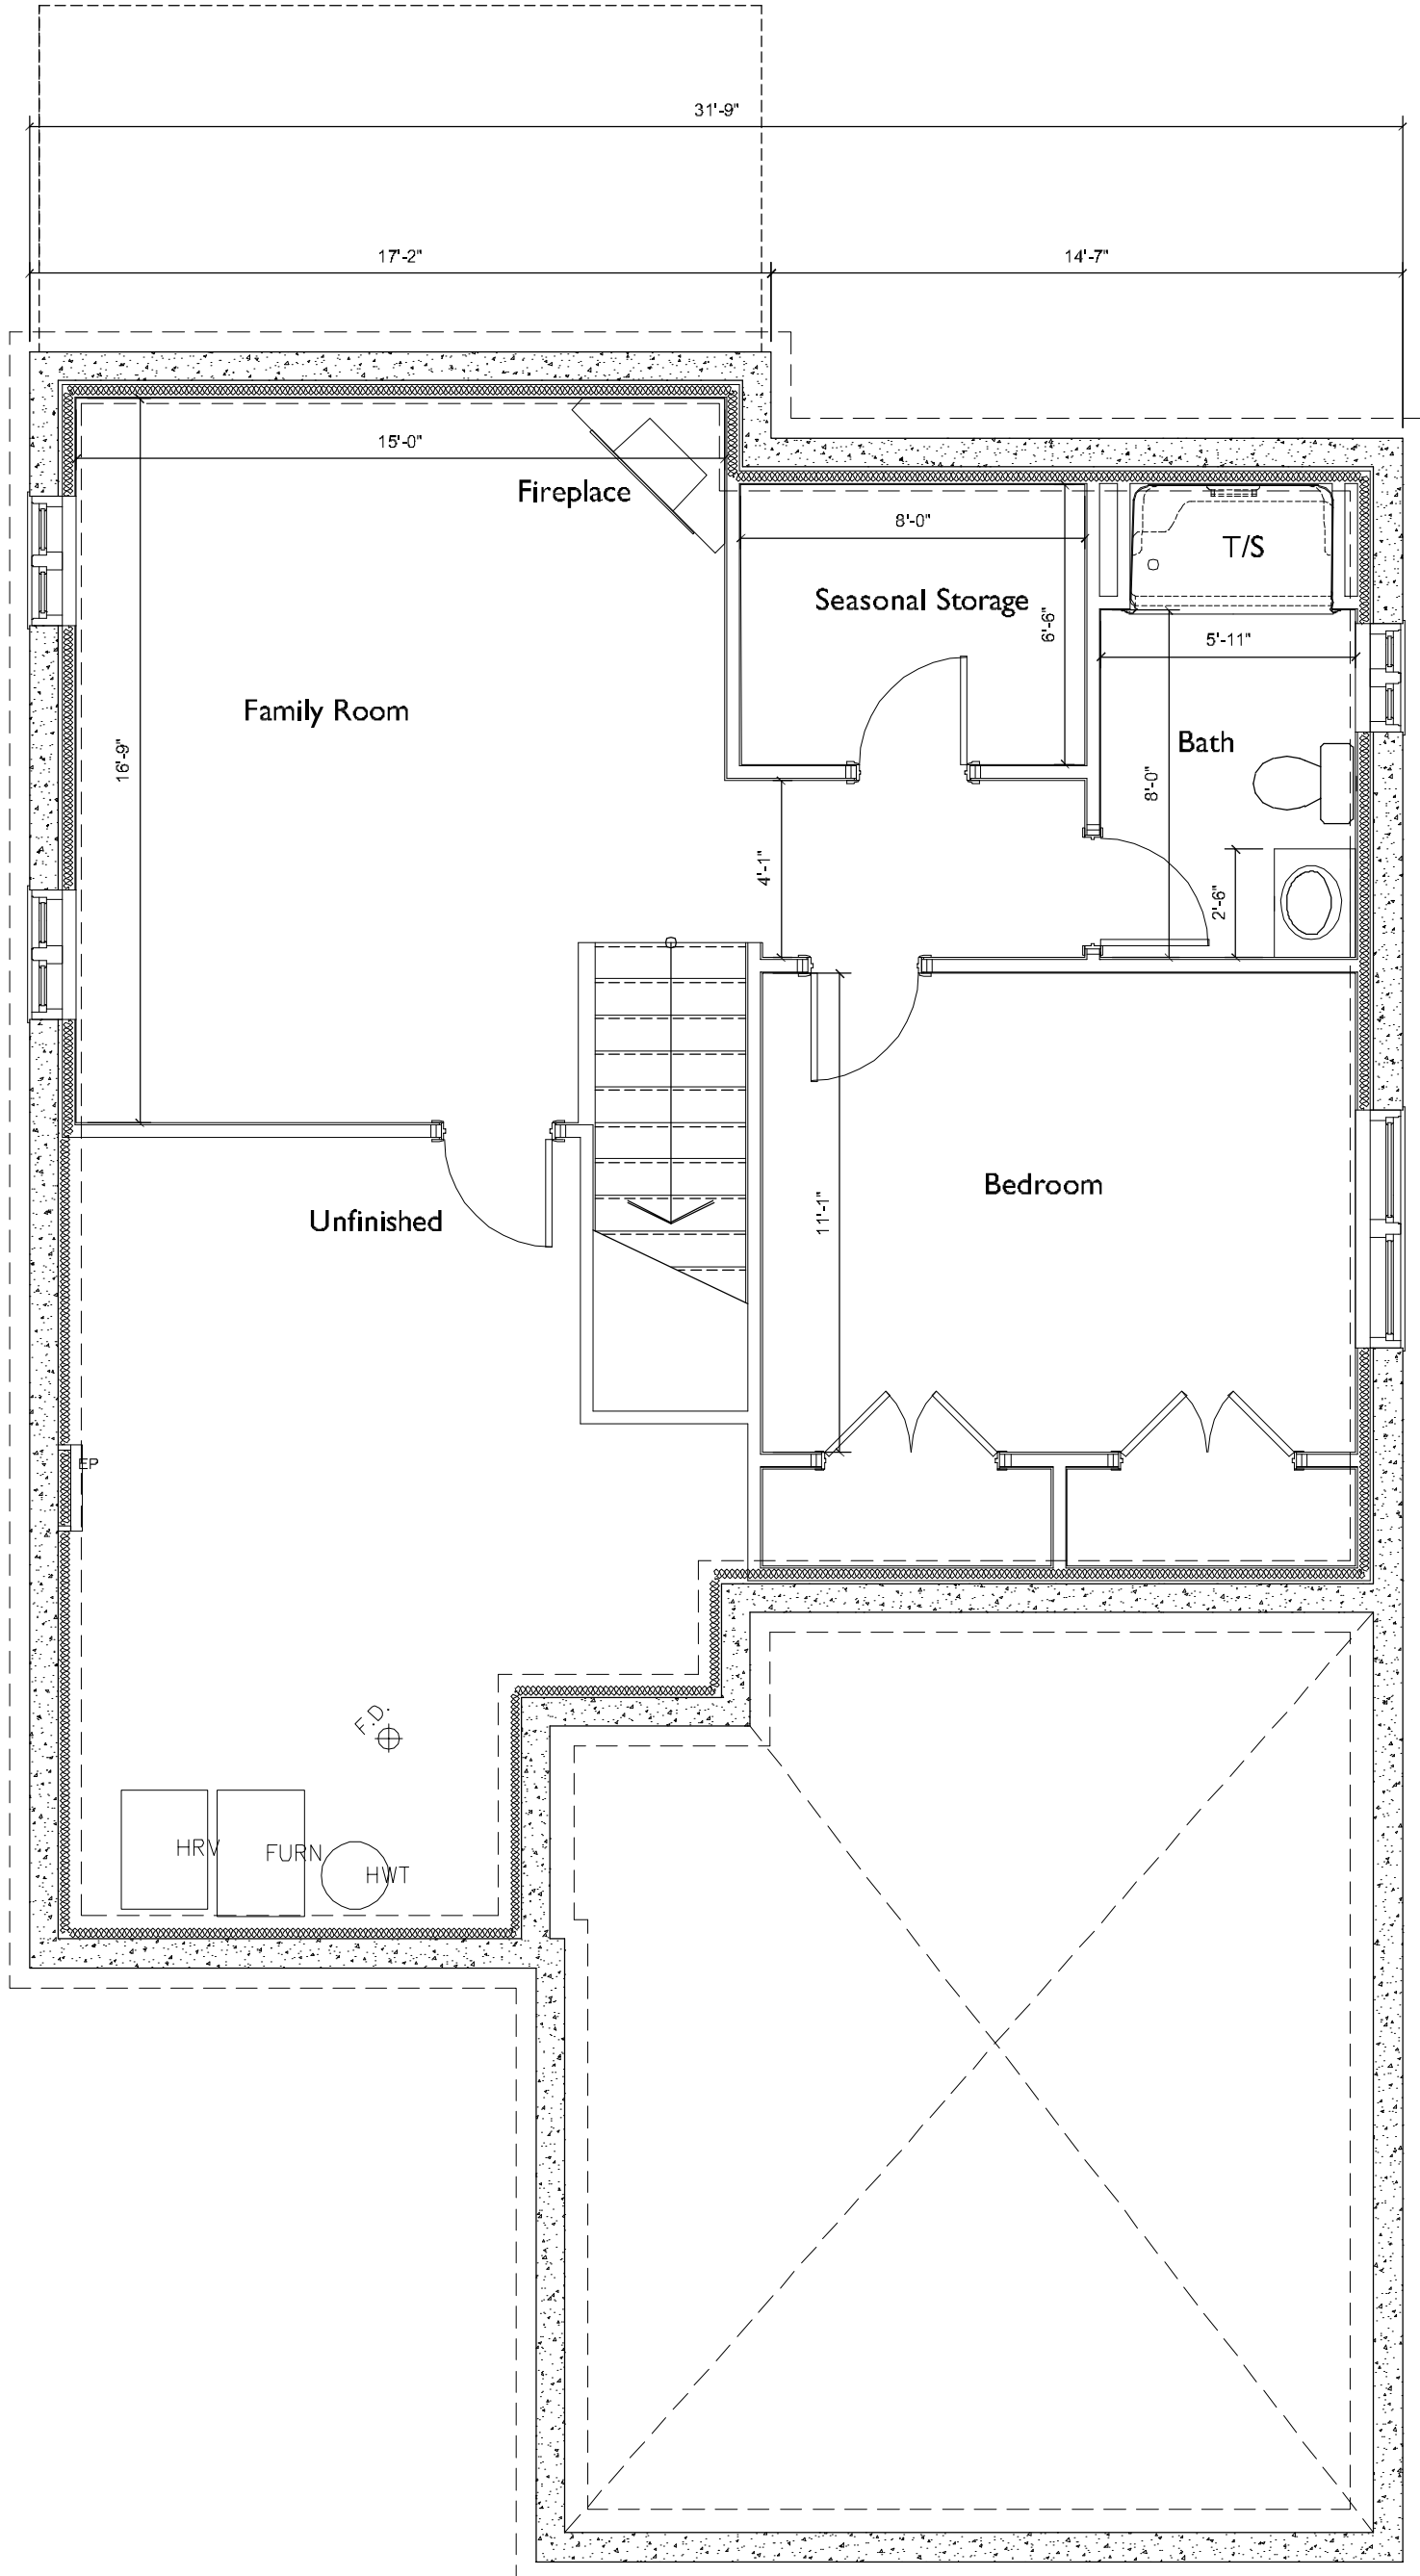 31'-9"
17'-2"
14'-7"
15'-0"
Fireplace
8'-0"
T/S
Seasonal Storage
6'-6"
5'-11"
Family Room
Bath
16'-9"
8'-0"
4'-1"
2'-6"
Bedroom
Unfinished
11'-1"
EP
F.D.
HRV
FURN
HWT